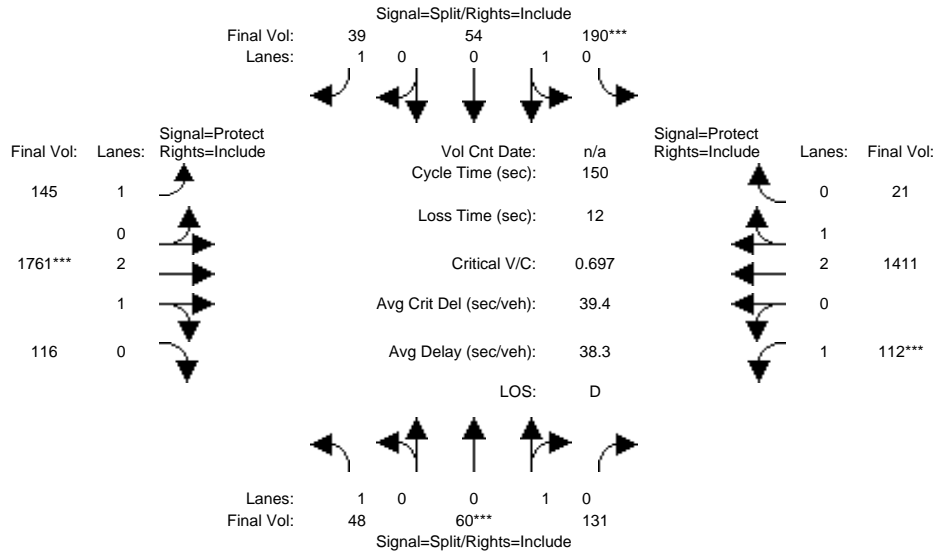 Signal=Split/Rights=Include
Final Vol: 39 54 190***
Lanes: 1 0 0 1 0
Signal=Protect Signal=Protect
Final Vol: Lanes: Rights=Include Vol Cnt Date: n/a Rights=Include Lanes: Final Vol:
Cycle Time (sec): 150
145 1 0 21
Loss Time (sec): 12
0 1
1761*** 2 Critical V/C: 0.697 2 1411
1 Avg Crit Del (sec/veh): 39.4 0
116 0 Avg Delay (sec/veh): 38.3 1 112***
LOS: D
Lanes: 1 0 0 1 0
Final Vol: 48 60*** 131
Signal=Split/Rights=Include